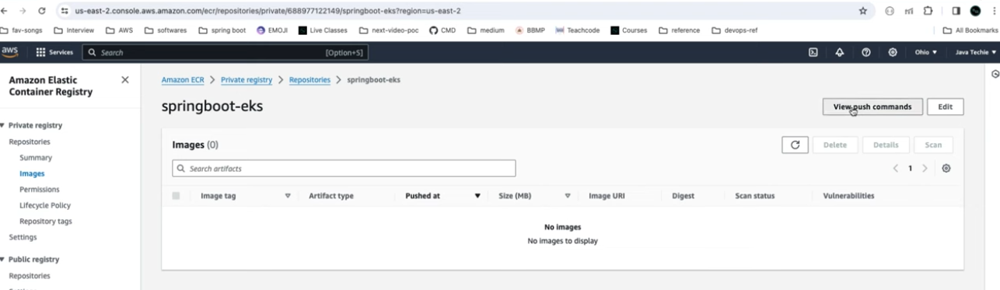 us-east-2.console.aws.amazon.com/ecr/repositories/private/688977122149/springboot-eks?region=us-east-2
fav-songs Interview AWS softwares spring boot EMOJI Live Classes next-video-poc CMD medium BBMP Teachcode Courses reference devops-ref All Bookmarks
aws Services Search [Option+S] Ohio Java Techie
Amazon Elastic
Container Registry
Private registry
Repositories
Summary
Images
Permissions
Lifecycle Policy
Repository tags
Settings
Public registry
Repositories
Amazon ECR > Private registry > Repositories > springboot-eks
springboot-eks View push commands Edit
Images (0) Delete Details Scan
Search artifacts 1
Image tag Artifact type Pushed at Size (MB) Image URI Digest Scan status Vulnerabilities
No images
No images to display